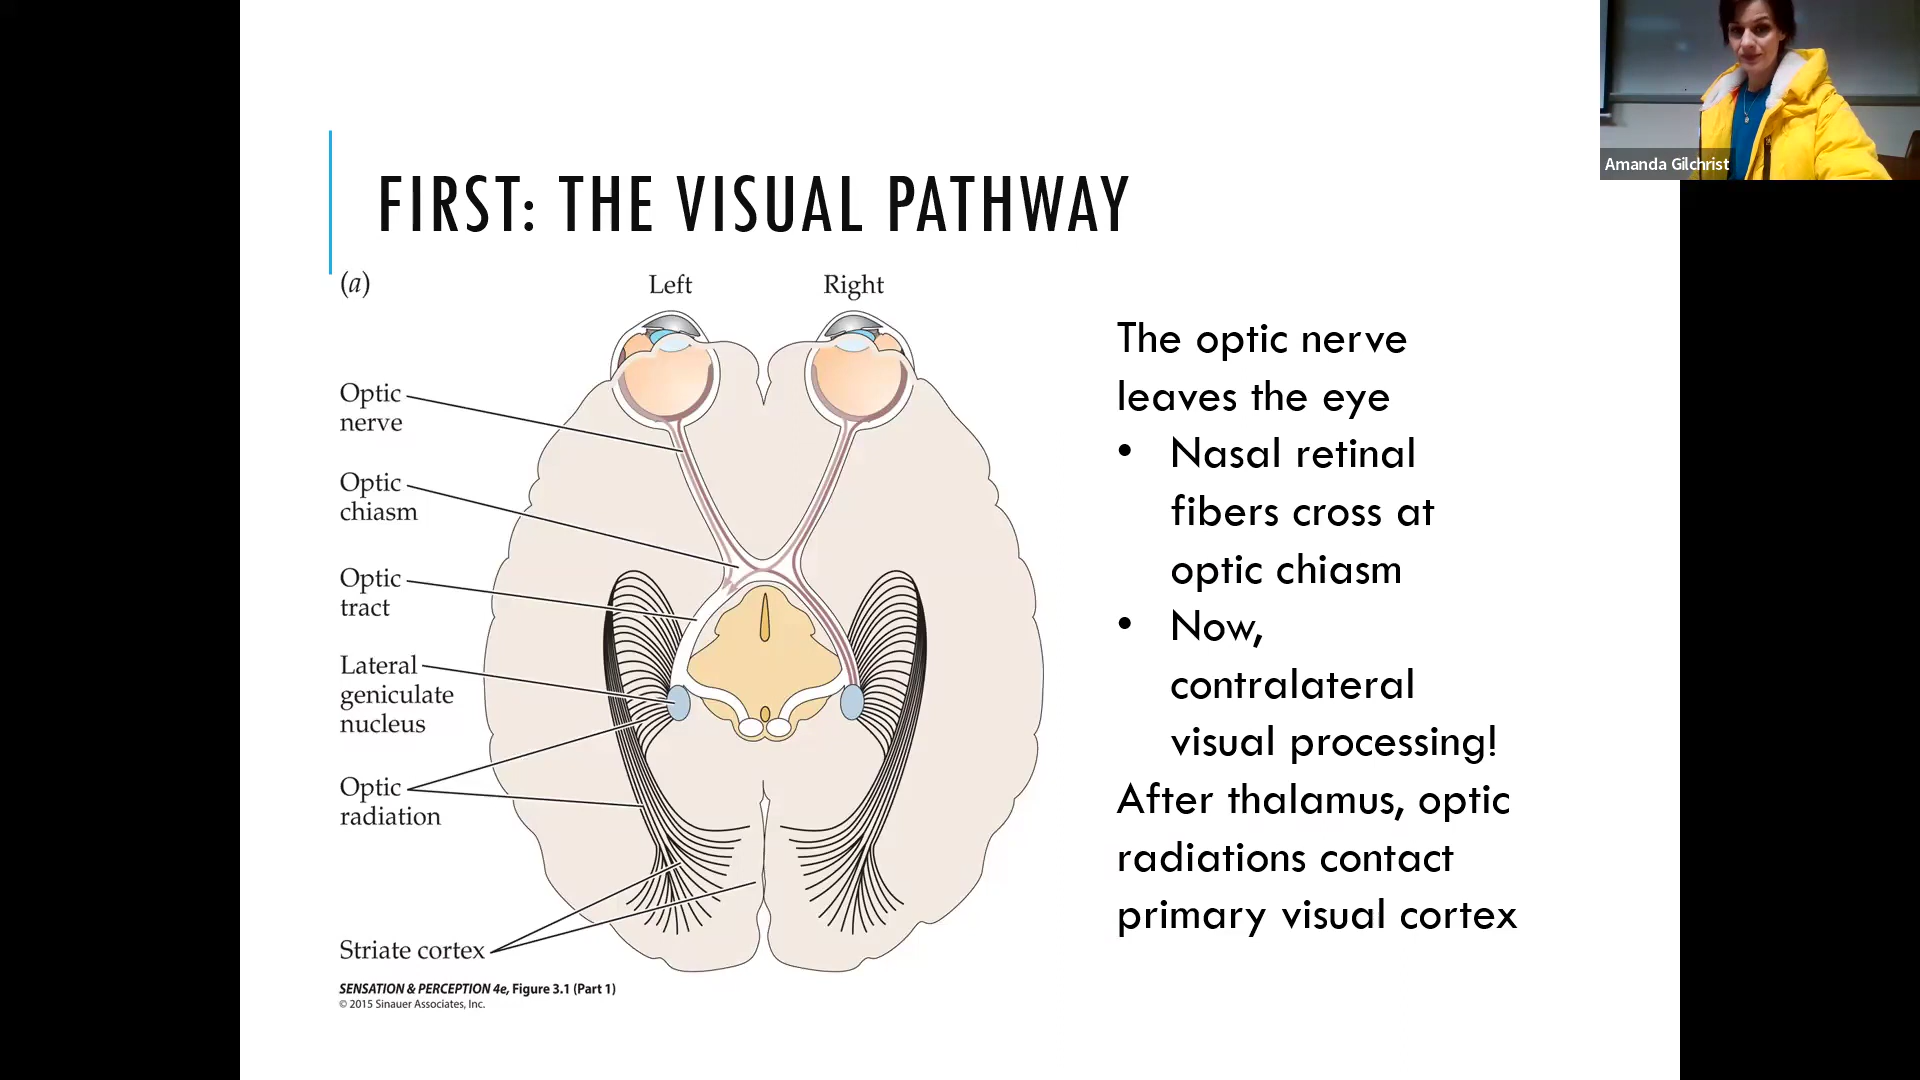 Amanda Gilchrist
FIRST: THE VISUAL PATHWAY
(a)
Left
Right
Optic
nerve
Optic
chiasm
Optic
tract
Lateral
geniculate
nucleus
Optic
radiation
Striate cortex
SENSATION & PERCEPTION 4e, Figure 3.1 (Part 1)
© 2015 Sinauer Associates, Inc.
The optic nerve
leaves the eye
• Nasal retinal
fibers cross at
optic chiasm
• Now,
contralateral
visual processing!
After thalamus, optic
radiations contact
primary visual cortex